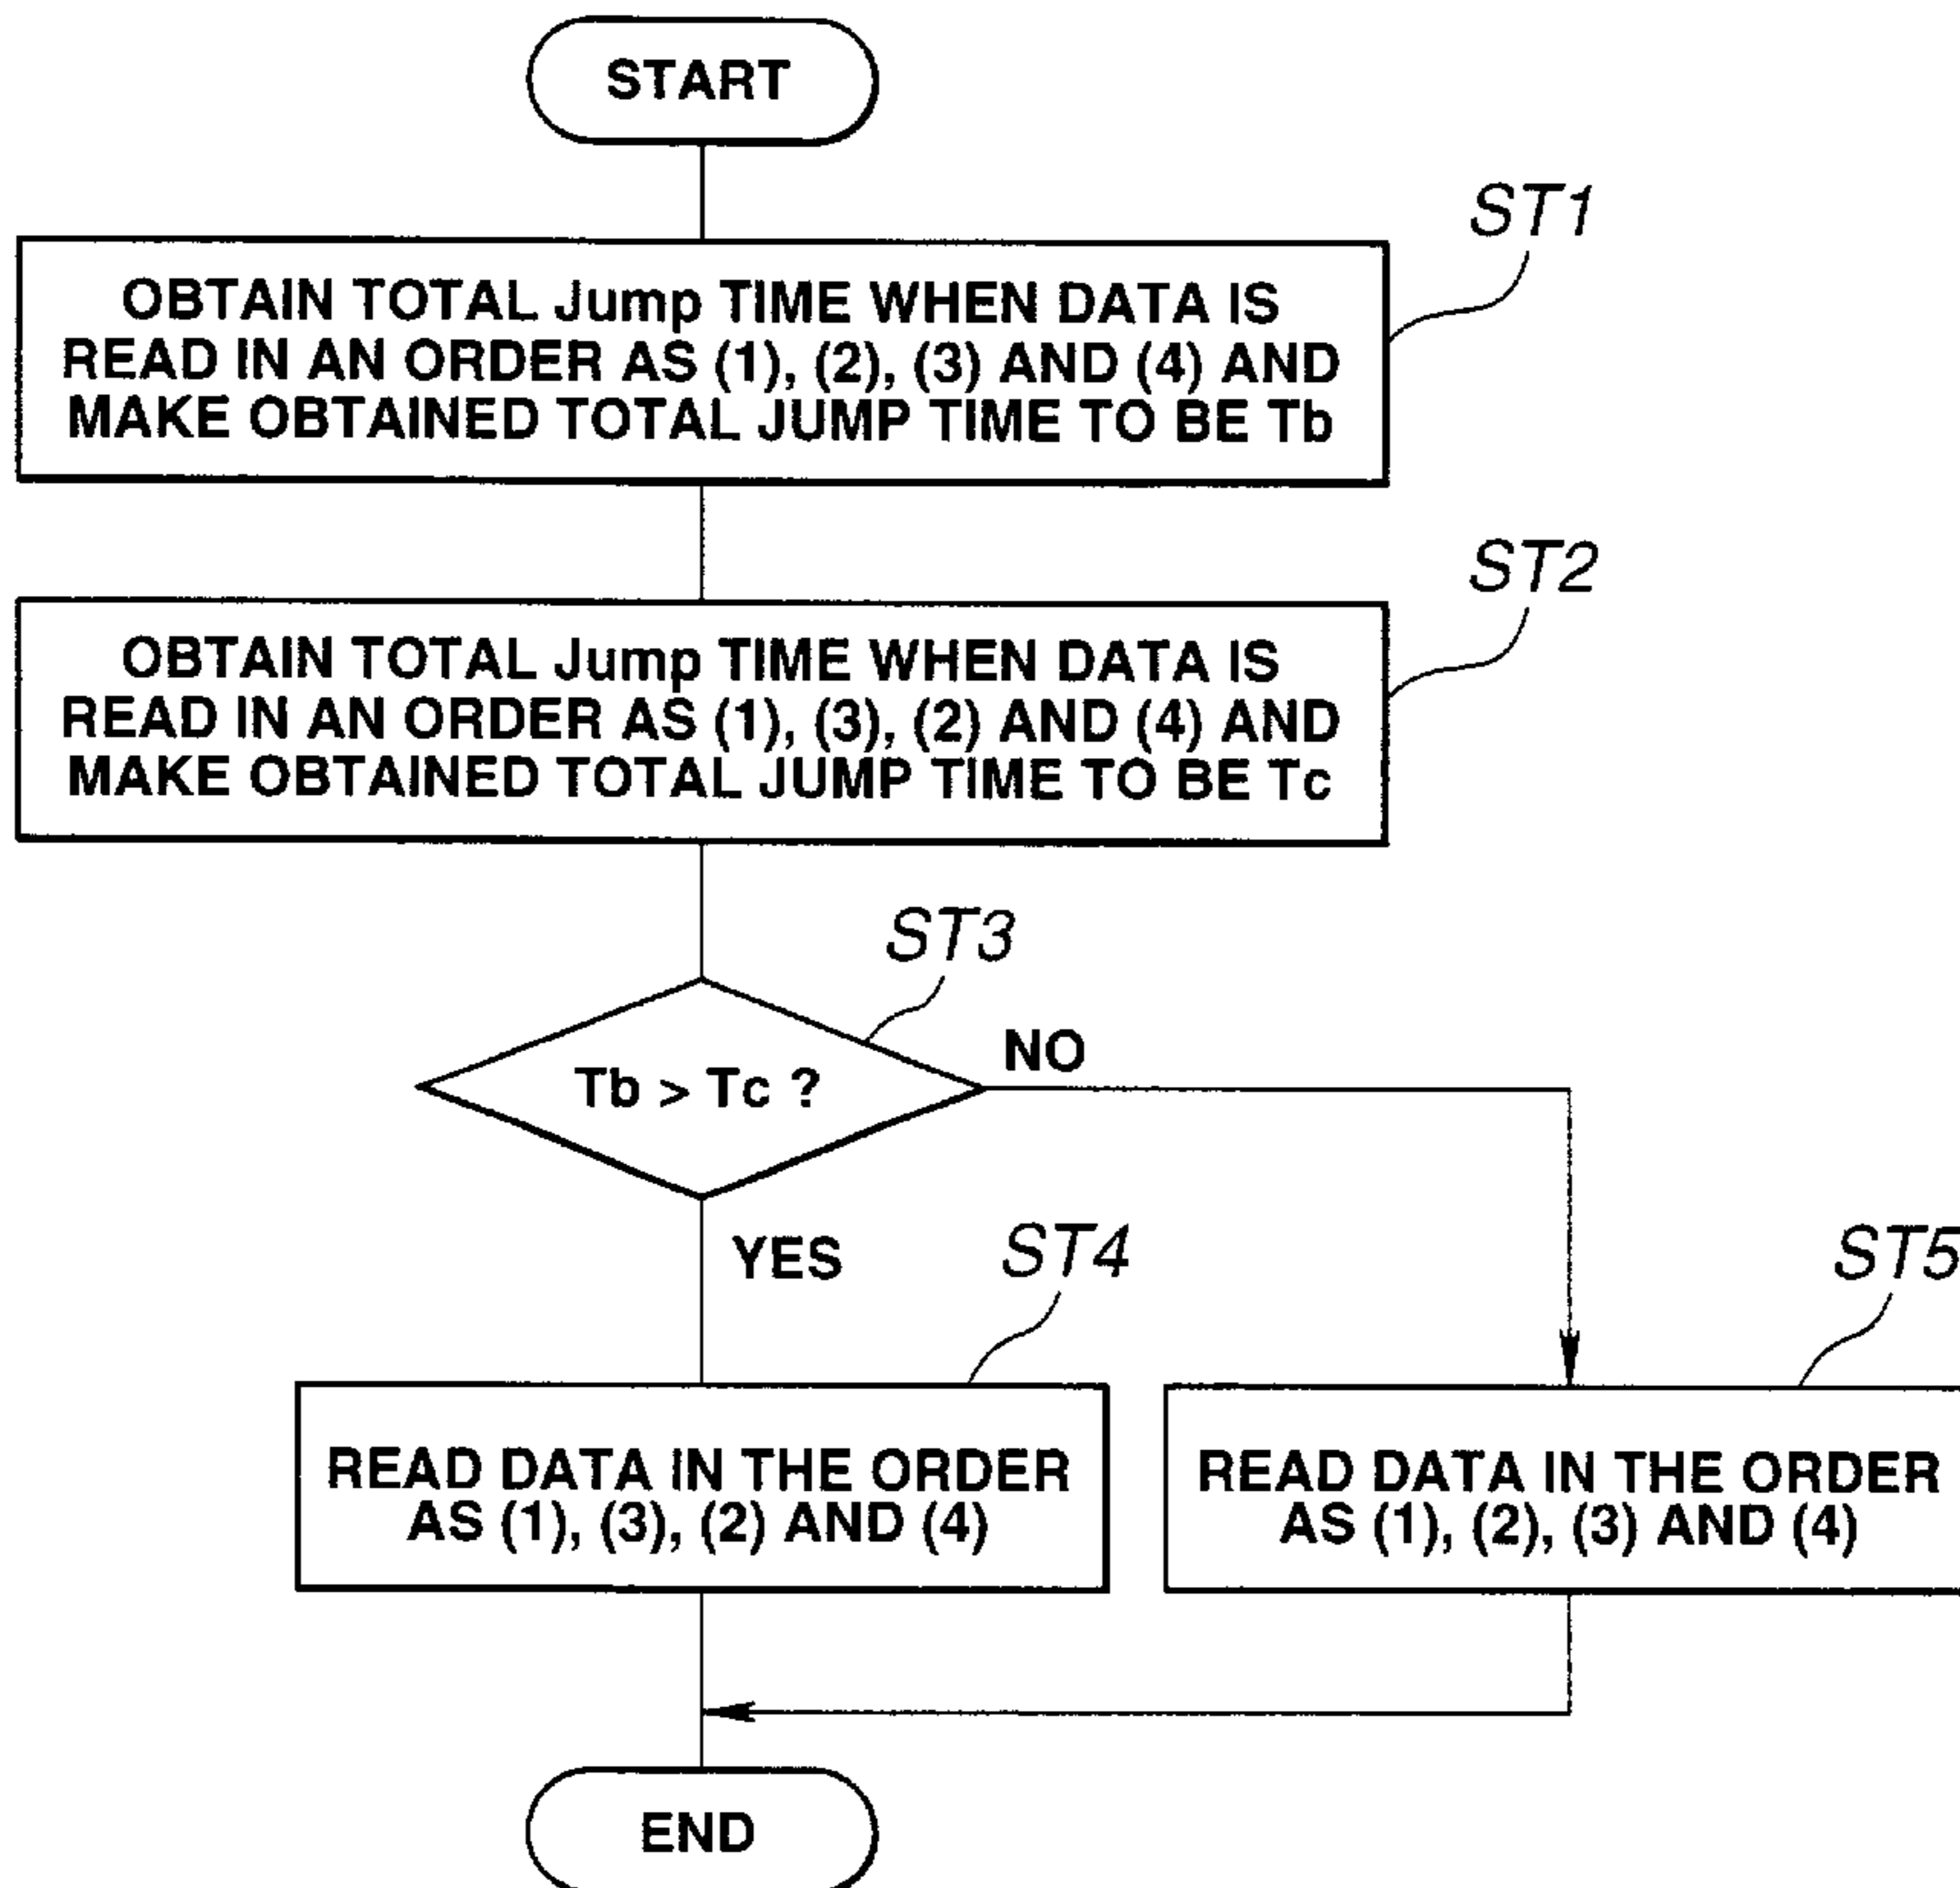 START
ST1
OBTAIN TOTAL Jump TIME WHEN DATA IS
READ IN AN ORDER AS (1), (2), (3) AND (4) AND
MAKE OBTAINED TOTAL JUMP TIME TO BE Tb
ST2
OBTAIN TOTAL Jump TIME WHEN DATA IS
READ IN AN ORDER AS (1), (3), (2) AND (4) AND
MAKE OBTAINED TOTAL JUMP TIME TO BE Tc
ST3
Tb > Tc ?
NO
YES
ST4
READ DATA IN THE ORDER
AS (1), (3), (2) AND (4)
ST5
READ DATA IN THE ORDER
AS (1), (2), (3) AND (4)
END